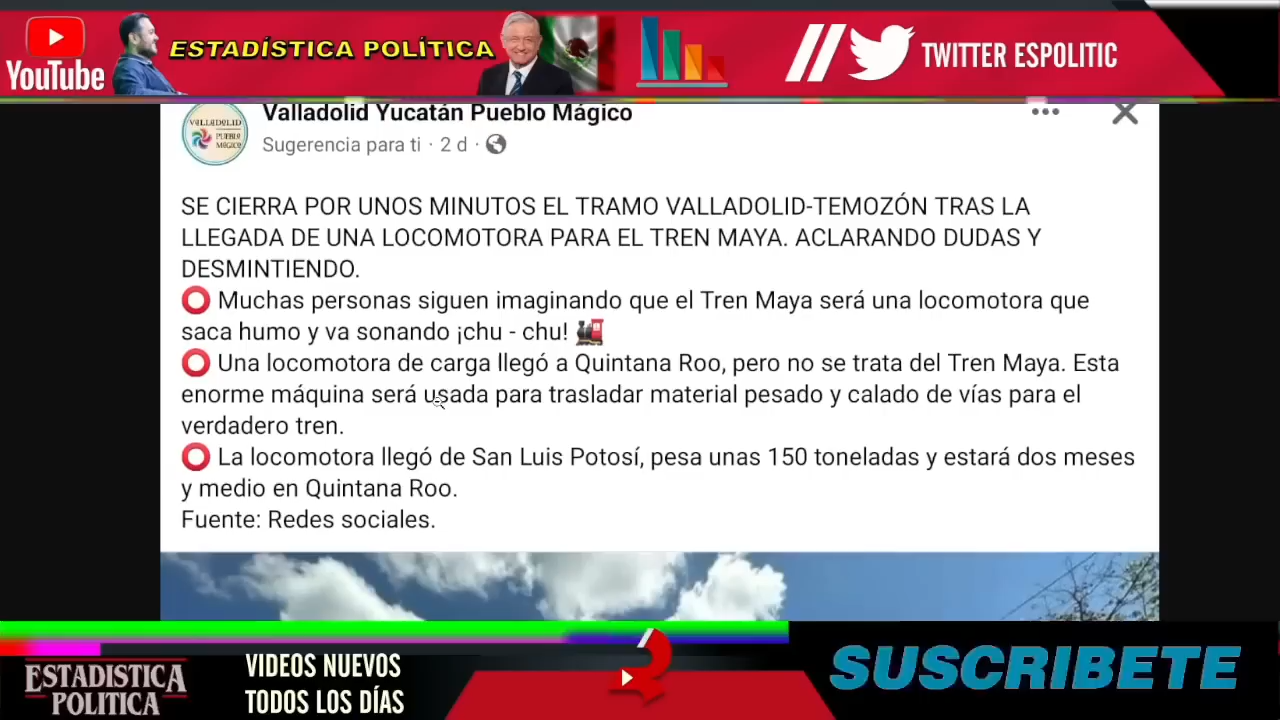 YouTube
ESTADÍSTICA POLÍTICA
TWITTER ESPOLITIC
VALLADOLID
PUEBLO
MÁGICO
Valladolid Yucatán Pueblo Mágico
Sugerencia para ti · 2 d ·
SE CIERRA POR UNOS MINUTOS EL TRAMO VALLADOLID-TEMOZÓN TRAS LA
LLEGADA DE UNA LOCOMOTORA PARA EL TREN MAYA. ACLARANDO DUDAS Y
DESMINTIENDO.
⭕ Muchas personas siguen imaginando que el Tren Maya será una locomotora que
saca humo y va sonando ¡chu - chu! 🚂
⭕ Una locomotora de carga llegó a Quintana Roo, pero no se trata del Tren Maya. Esta
enorme máquina será usada para trasladar material pesado y calado de vías para el
verdadero tren.
⭕ La locomotora llegó de San Luis Potosí, pesa unas 150 toneladas y estará dos meses
y medio en Quintana Roo.
Fuente: Redes sociales.
ESTADISTICA
POLÍTICA
VIDEOS NUEVOS
TODOS LOS DÍAS
SUSCRIBETE